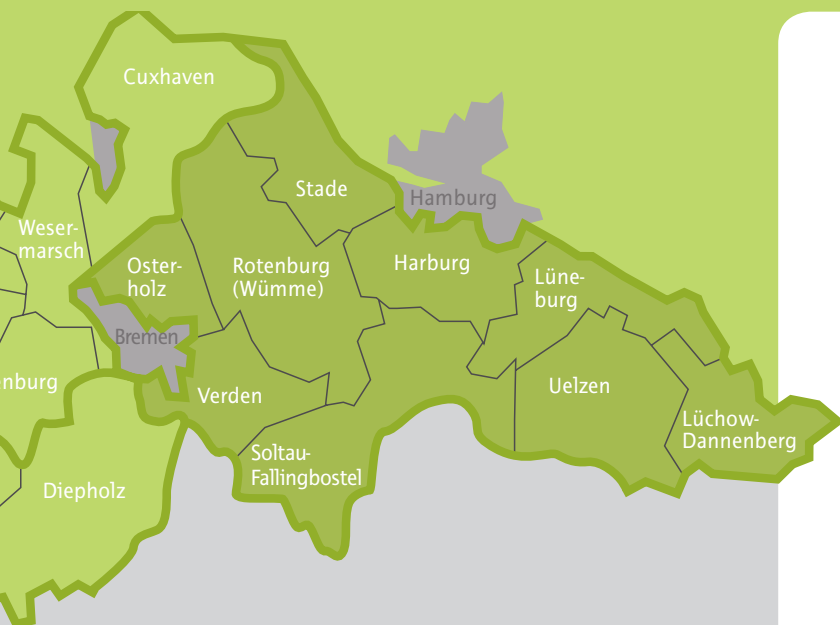 Cuxhaven
Stade
Hamburg
Weser-
marsch
Oster-
holz
Rotenburg
(Wümme)
Harburg
Lüne-
burg
Bremen
nburg
Verden
Uelzen
Lüchow-
Dannenberg
Soltau-
Fallingbostel
Diepholz